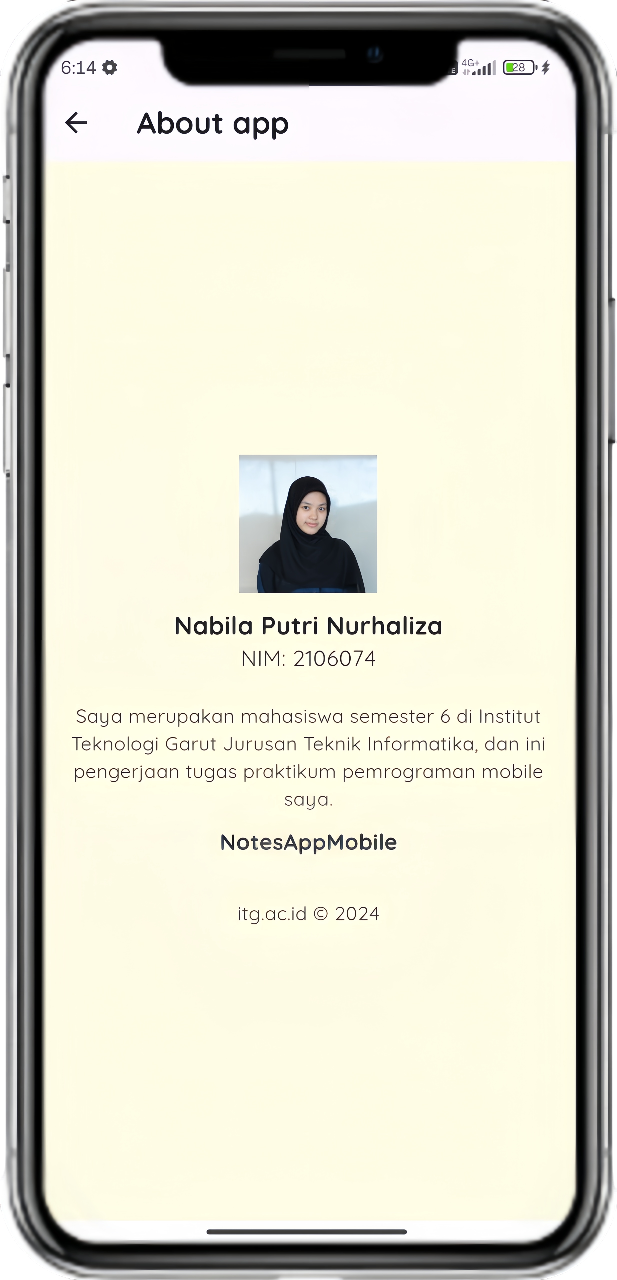 6:14
4G+
28
About app
Nabila Putri Nurhaliza
NIM: 2106074
Saya merupakan mahasiswa semester 6 di Institut
Teknologi Garut Jurusan Teknik Informatika, dan ini
pengerjaan tugas praktikum pemrograman mobile
saya.
NotesAppMobile
itg.ac.id © 2024